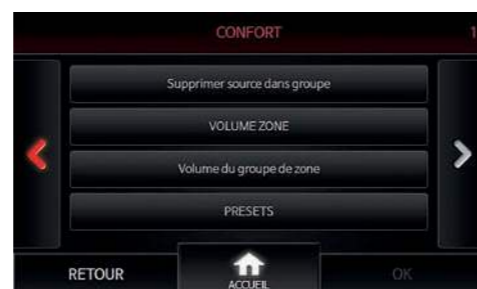 CONFORT
1
Supprimer source dans groupe
VOLUME ZONE
Volume du groupe de zone
PRESETS
RETOUR
ACCUEIL
OK